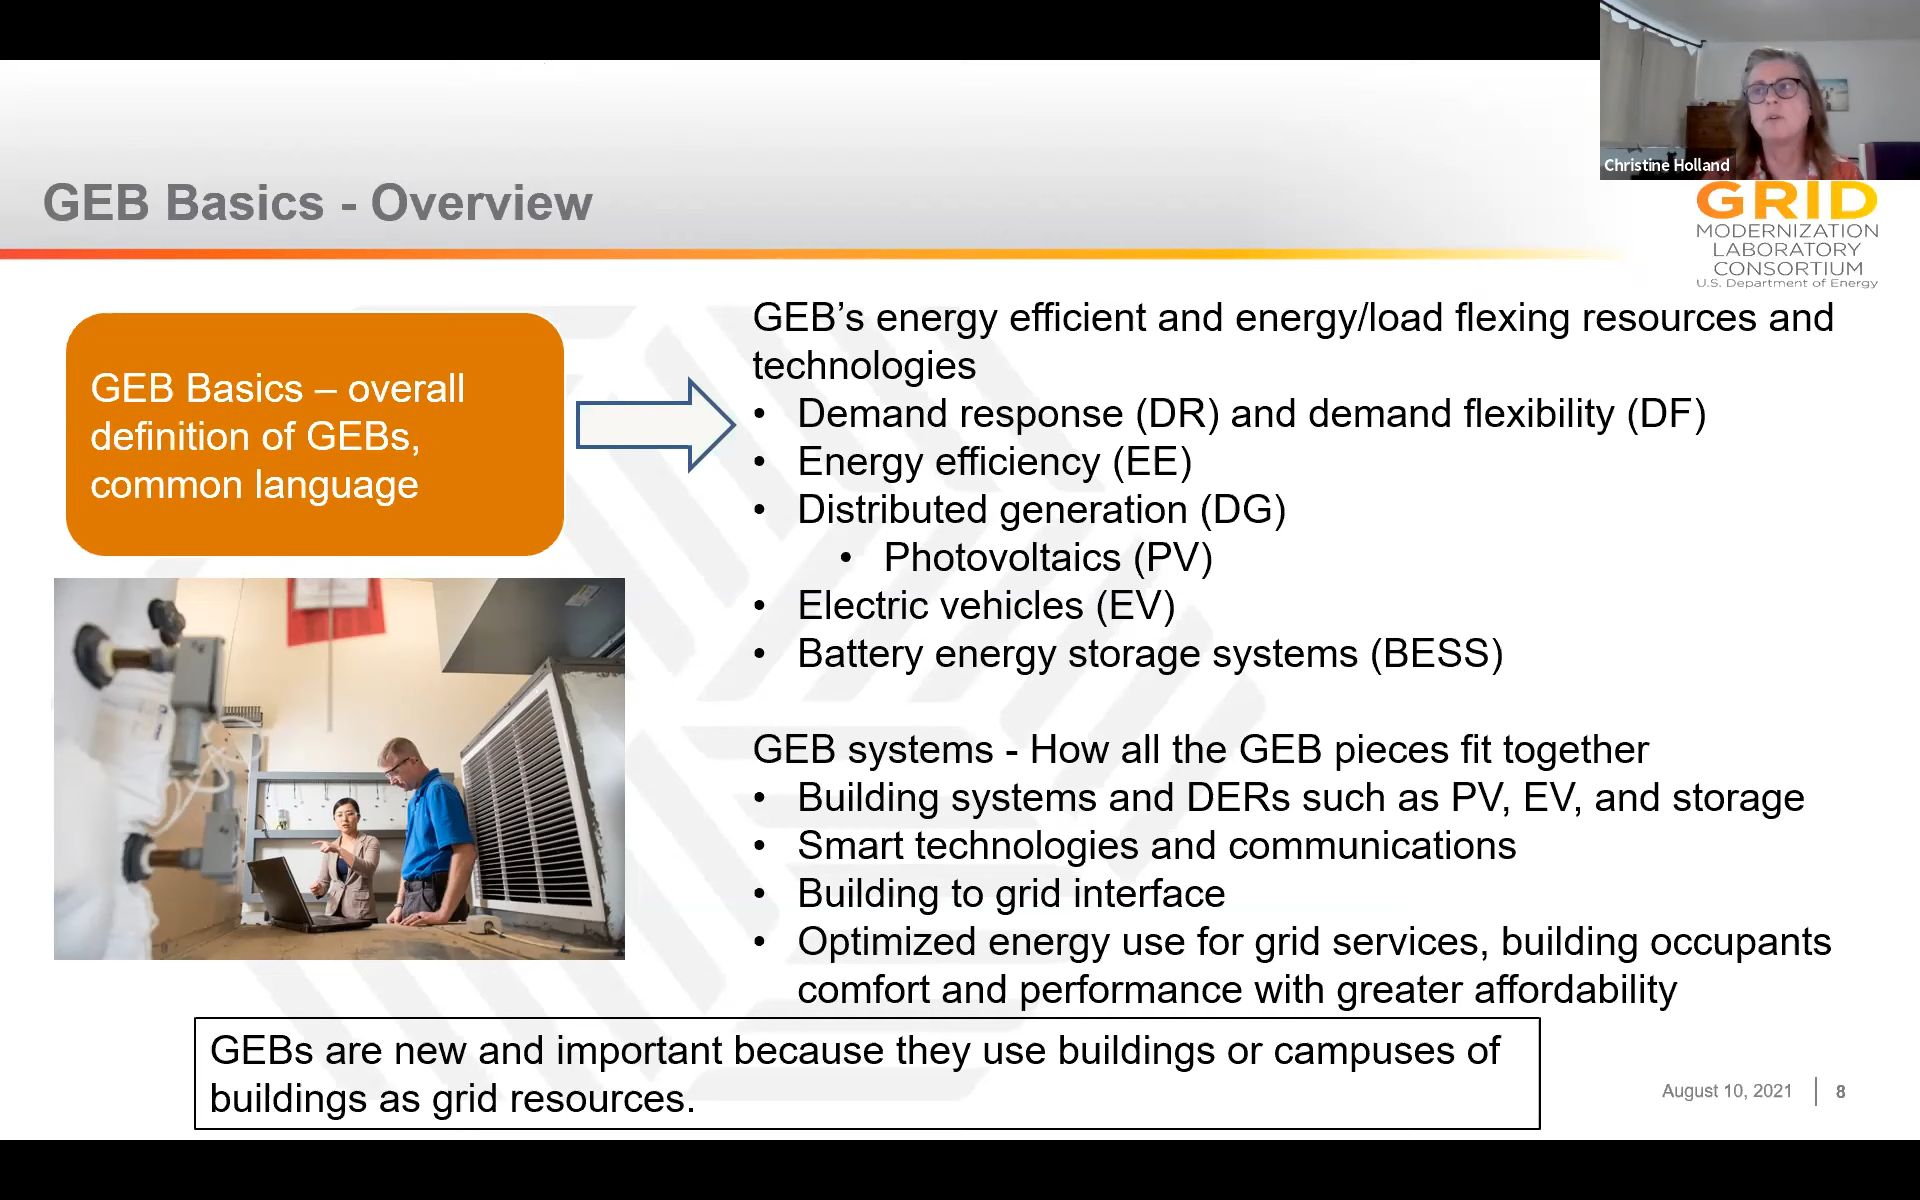 Christine Holland
GEB Basics - Overview
GRID
MODERNIZATION
LABORATORY
CONSORTIUM
U.S. Department of Energy
GEB Basics – overall
definition of GEBs,
common language
GEB’s energy efficient and energy/load flexing resources and
technologies
• Demand response (DR) and demand flexibility (DF)
• Energy efficiency (EE)
• Distributed generation (DG)
• Photovoltaics (PV)
• Electric vehicles (EV)
• Battery energy storage systems (BESS)
GEB systems - How all the GEB pieces fit together
• Building systems and DERs such as PV, EV, and storage
• Smart technologies and communications
• Building to grid interface
• Optimized energy use for grid services, building occupants
comfort and performance with greater affordability
GEBs are new and important because they use buildings or campuses of
buildings as grid resources.
August 10, 2021 | 8